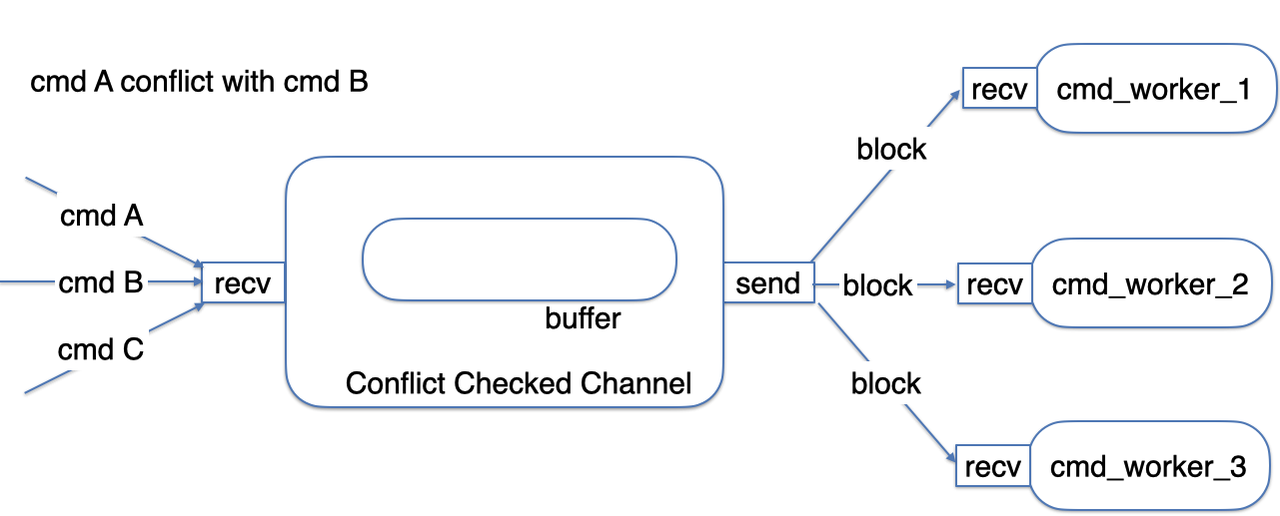 cmd A conflict with cmd B
cmd A
cmd B
cmd C
recv
buffer
Conflict Checked Channel
send
block
block
block
recv
cmd_worker_1
recv
cmd_worker_2
recv
cmd_worker_3